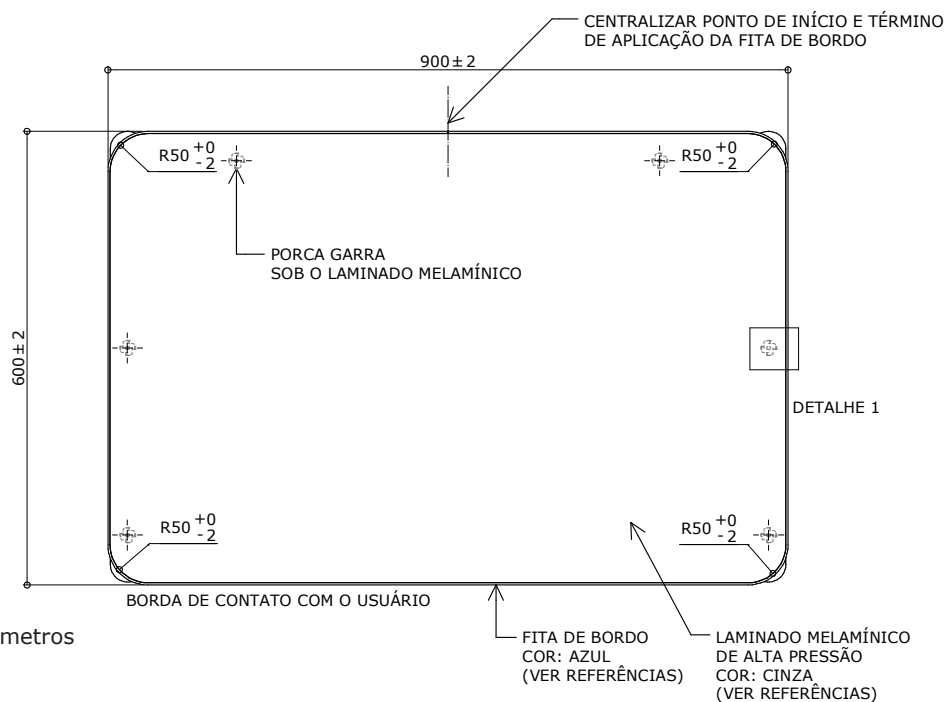 CENTRALIZAR PONTO DE INÍCIO E TÉRMINO
DE APLICAÇÃO DA FITA DE BORDO
900±2
R50 +0 -2
R50 +0 -2
PORCA GARRA
SOB O LAMINADO MELAMÍNICO
600±2
DETALHE 1
R50 +0 -2
R50 +0 -2
BORDA DE CONTATO COM O USUÁRIO
metros
FITA DE BORDO
COR: AZUL
(VER REFERÊNCIAS)
LAMINADO MELAMÍNICO
DE ALTA PRESSÃO
COR: CINZA
(VER REFERÊNCIAS)